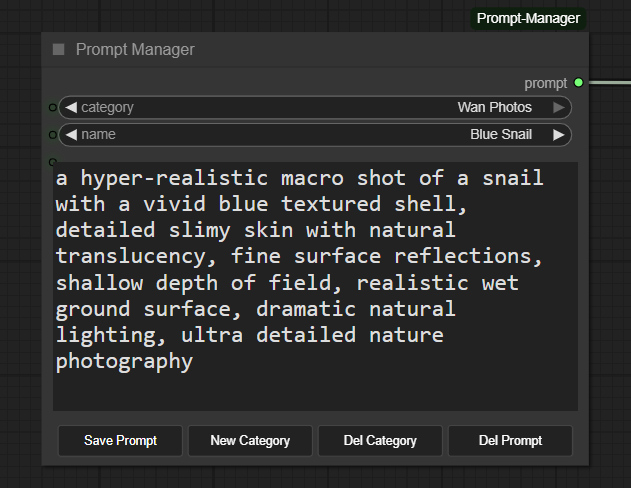 Prompt-Manager
Prompt Manager
prompt
category Wan Photos
name Blue Snail
a hyper-realistic macro shot of a snail
with a vivid blue textured shell,
detailed slimy skin with natural
translucency, fine surface reflections,
shallow depth of field, realistic wet
ground surface, dramatic natural
lighting, ultra detailed nature
photography
Save Prompt New Category Del Category Del Prompt